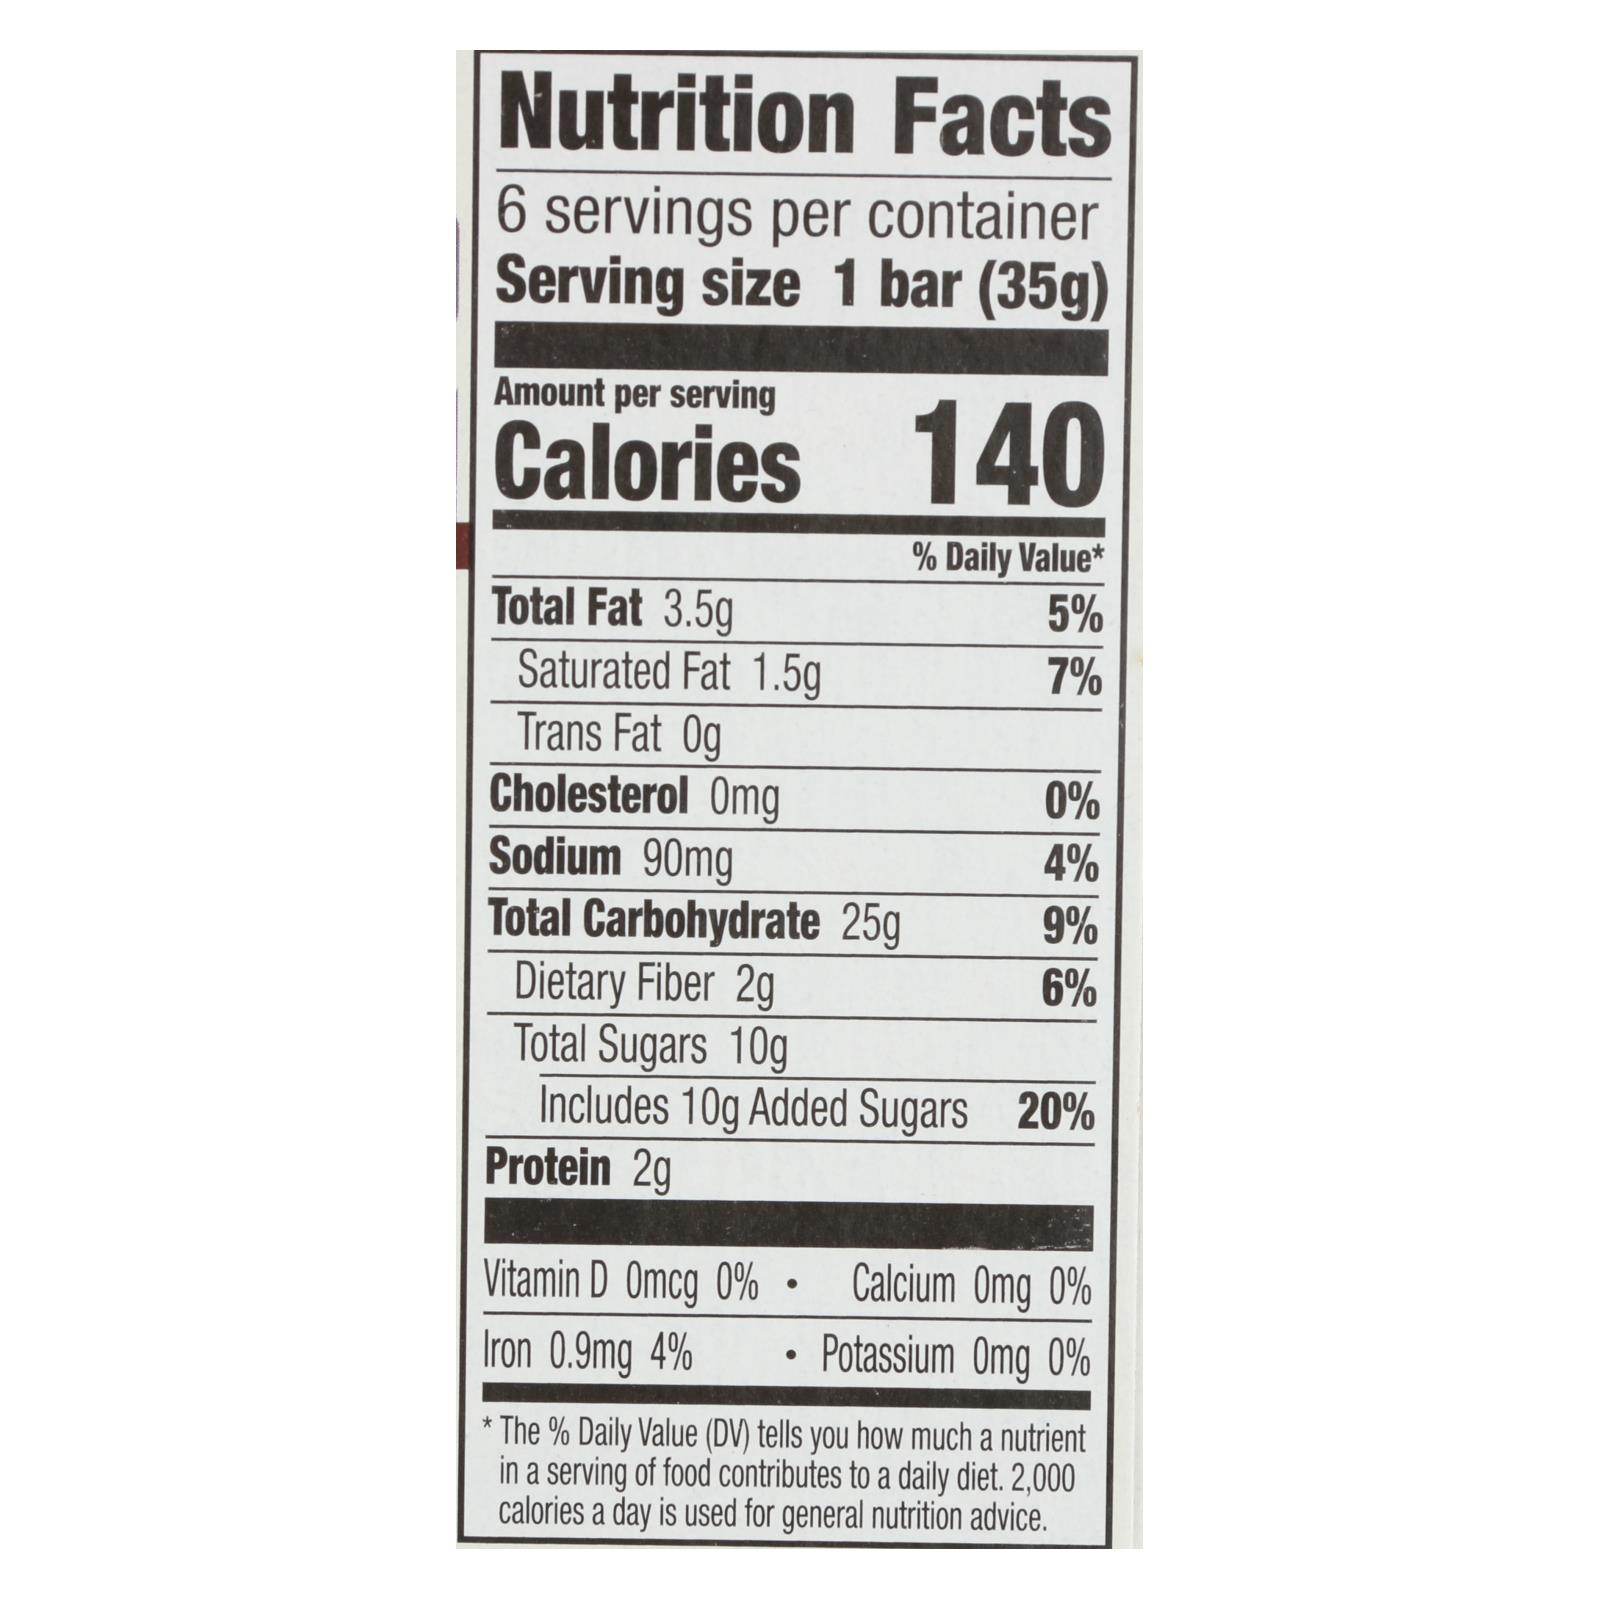 Nutrition Facts
6 servings per container
Serving size 1 bar (35g)
Amount per serving
Calories 140
% Daily Value*
Total Fat 3.5g 5%
Saturated Fat 1.5g 7%
Trans Fat 0g
Cholesterol 0mg 0%
Sodium 90mg 4%
Total Carbohydrate 25g 9%
Dietary Fiber 2g 6%
Total Sugars 10g
Includes 10g Added Sugars 20%
Protein 2g
Vitamin D 0mcg 0% • Calcium 0mg 0%
Iron 0.9mg 4% • Potassium 0mg 0%
* The % Daily Value (DV) tells you how much a nutrient
in a serving of food contributes to a daily diet. 2,000
calories a day is used for general nutrition advice.